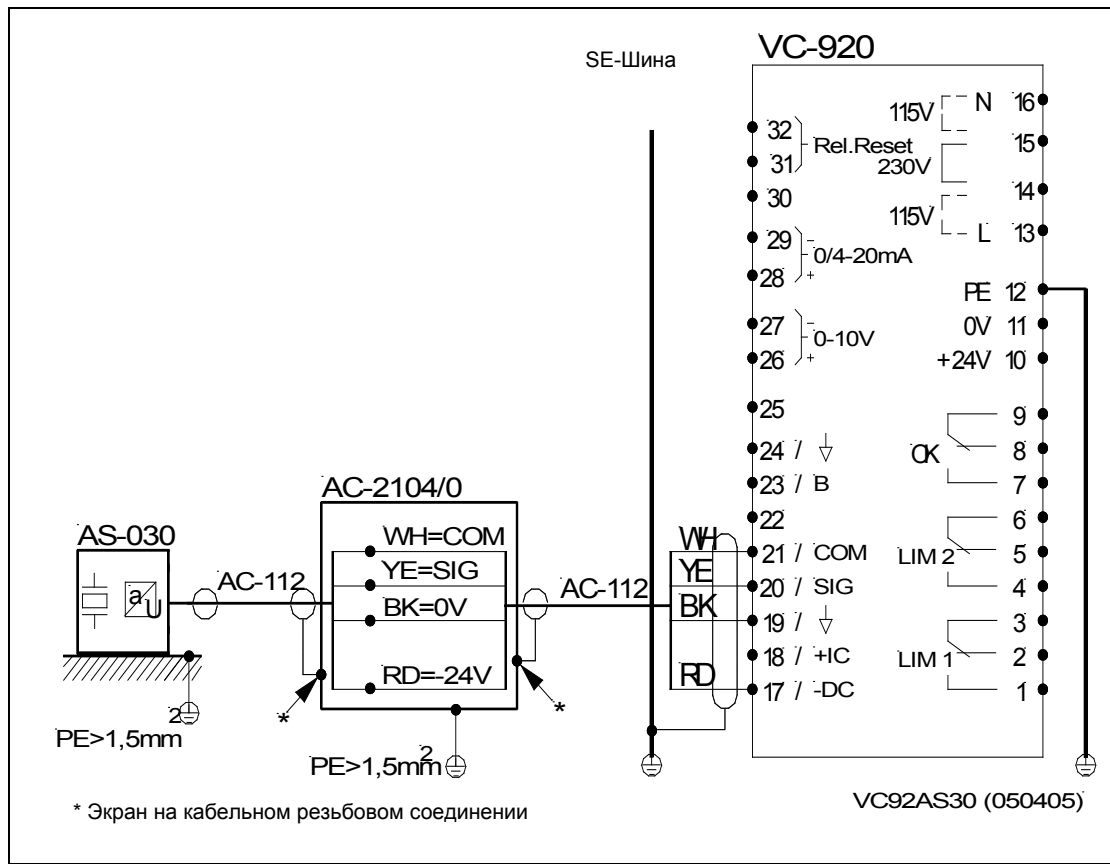 SE-Шина
VC-920
32
31
Rel.Reset
30
29
28
-
+
0/4-20mA
27
26
-
+
0-10V
25
24 / 
23 / B
22
21 / COM
20 / SIG
19 / 
18 / +IC
17 / -DC
115V
N
16
15
230V
14
115V
L
13
PE 12
0V 11
+24V 10
9
OK
8
7
6
LIM 2
5
4
3
LIM 1
2
1
AS-030
a
U
AC-112
AC-2104/0
WH=COM
YE=SIG
BK=0V
RD=-24V
AC-112
WH
YE
BK
RD
*
*
PE>1,5mm²
PE>1,5mm²
* Экран на кабельном резьбовом соединении
VC92AS30 (050405)